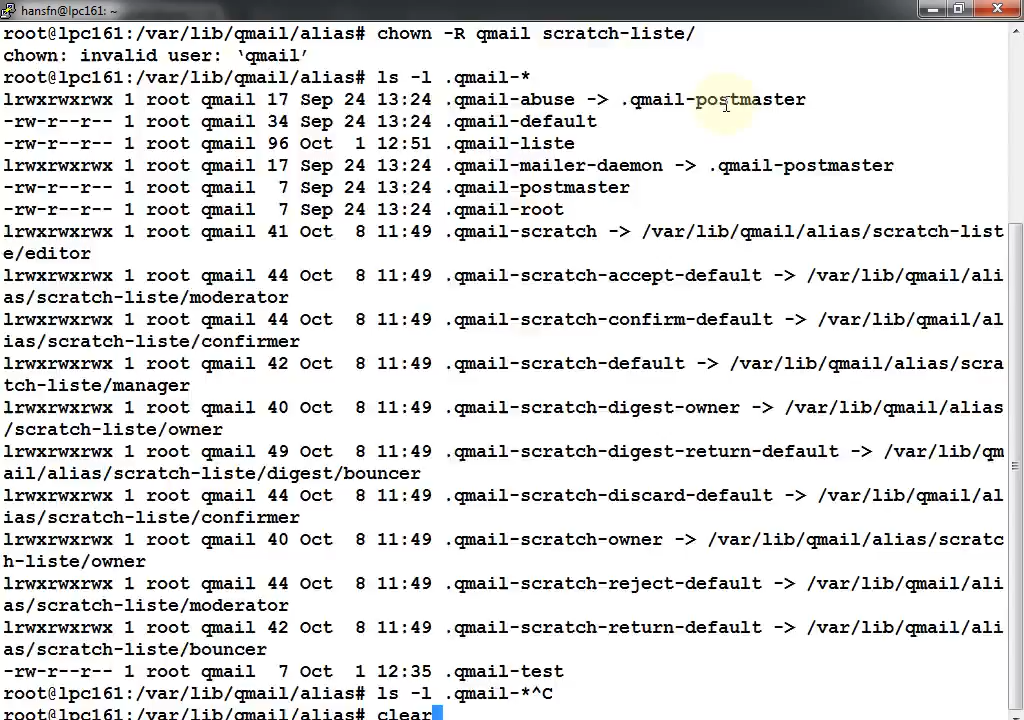 hansfn@lpc161: ~
root@lpc161:/var/lib/qmail/alias# chown -R qmail scratch-liste/
chown: invalid user: ‘qmail’
root@lpc161:/var/lib/qmail/alias# ls -l .qmail-*
lrwxrwxrwx 1 root qmail 17 Sep 24 13:24 .qmail-abuse -> .qmail-postmaster
-rw-r--r-- 1 root qmail 34 Sep 24 13:24 .qmail-default
-rw-r--r-- 1 root qmail 96 Oct  1 12:51 .qmail-liste
lrwxrwxrwx 1 root qmail 17 Sep 24 13:24 .qmail-mailer-daemon -> .qmail-postmaster
-rw-r--r-- 1 root qmail  7 Sep 24 13:24 .qmail-postmaster
-rw-r--r-- 1 root qmail  7 Sep 24 13:24 .qmail-root
lrwxrwxrwx 1 root qmail 41 Oct  8 11:49 .qmail-scratch -> /var/lib/qmail/alias/scratch-list
e/editor
lrwxrwxrwx 1 root qmail 44 Oct  8 11:49 .qmail-scratch-accept-default -> /var/lib/qmail/ali
as/scratch-liste/moderator
lrwxrwxrwx 1 root qmail 44 Oct  8 11:49 .qmail-scratch-confirm-default -> /var/lib/qmail/al
ias/scratch-liste/confirmer
lrwxrwxrwx 1 root qmail 42 Oct  8 11:49 .qmail-scratch-default -> /var/lib/qmail/alias/scra
tch-liste/manager
lrwxrwxrwx 1 root qmail 40 Oct  8 11:49 .qmail-scratch-digest-owner -> /var/lib/qmail/alias
/scratch-liste/owner
lrwxrwxrwx 1 root qmail 49 Oct  8 11:49 .qmail-scratch-digest-return-default -> /var/lib/qm
ail/alias/scratch-liste/digest/bouncer
lrwxrwxrwx 1 root qmail 44 Oct  8 11:49 .qmail-scratch-discard-default -> /var/lib/qmail/al
ias/scratch-liste/confirmer
lrwxrwxrwx 1 root qmail 40 Oct  8 11:49 .qmail-scratch-owner -> /var/lib/qmail/alias/scratc
h-liste/owner
lrwxrwxrwx 1 root qmail 44 Oct  8 11:49 .qmail-scratch-reject-default -> /var/lib/qmail/ali
as/scratch-liste/moderator
lrwxrwxrwx 1 root qmail 42 Oct  8 11:49 .qmail-scratch-return-default -> /var/lib/qmail/ali
as/scratch-liste/bouncer
-rw-r--r-- 1 root qmail  7 Oct  1 12:35 .qmail-test
root@lpc161:/var/lib/qmail/alias# ls -l .qmail-*^C
root@lpc161:/var/lib/qmail/alias# clear